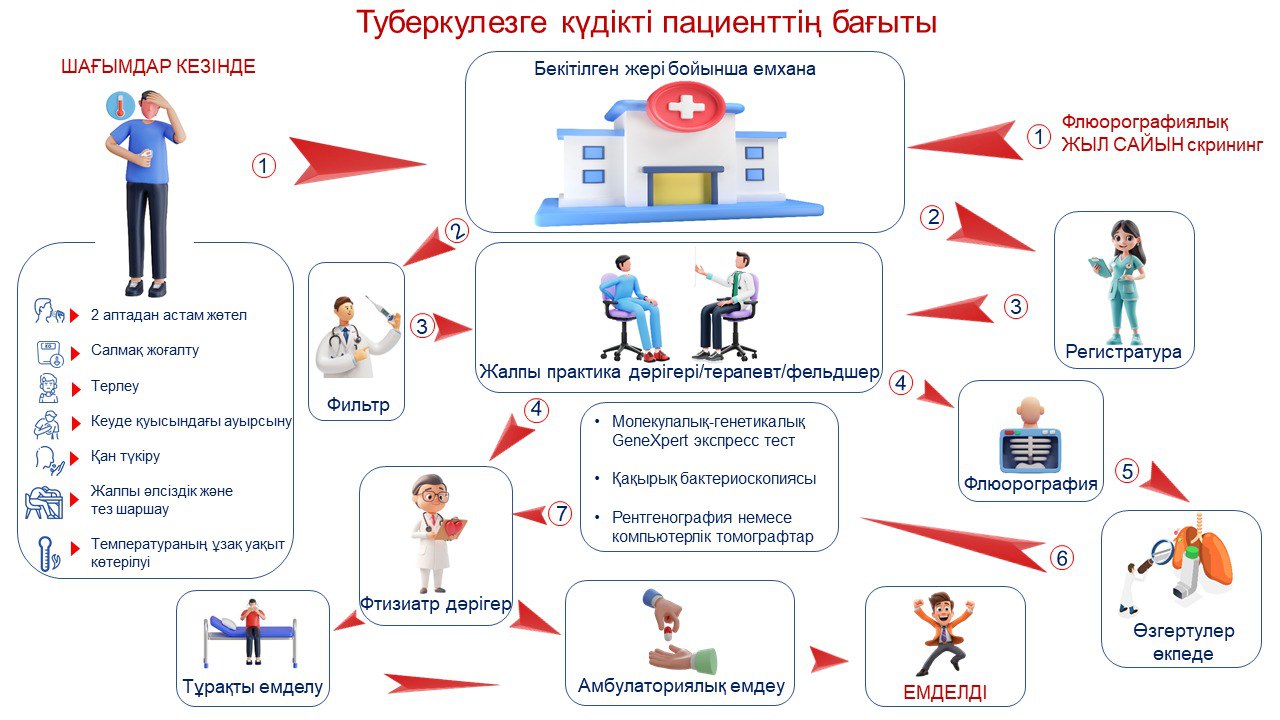 Туберкулезге күдікті пациенттің бағыты
ШАҒЫМДАР КЕЗІНДЕ
Бекітілген жері бойынша емхана
1
1
Флюорографиялық
ЖЫЛ САЙЫН скрининг
2
2
2 аптадан астам жөтел
Салмақ жоғалту
Терлеу
Кеуде қуысындағы ауырсыну
Қан түкіру
Жалпы әлсіздік және
тез шаршау
Температураның ұзақ уақыт
көтерілуі
Фильтр
3
Жалпы практика дәрігері/терапевт/фельдшер
3
Регистратура
4
4
• Молекулалық-генетикалық
GeneXpert экспресс тест
• Қақырық бактериоскопиясы
• Рентгенография немесе
компьютерлік томографтар
Флюорография
5
7
6
Фтизиатр дәрігер
Өзгертулер
өкпеде
Тұрақты емделу
Амбулаториялық емдеу
ЕМДЕЛДІ